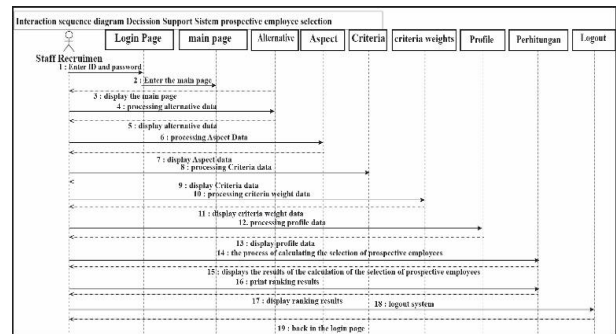 Interaction sequence diagram Decission Support Sistem prospective employee selection
Login Page
main page
Alternative
Aspect
Criteria
criteria weights
Profile
Perhitungan
Logout
Staff Recruimen
1 : Enter ID and password
2 : Enter the main page
3 : display the main page
4 : processing alternative data
5 : display alternative data
6 : processing Aspect Data
7 : display Aspect data
8 : processing Criteria data
9 : display Criteria data
10 : processing criteria weight data
11 : display criteria weight data
12. processing profile data
13 : display profile data
14 : the process of calculating the selection of prospective employees
15 : displays the results of the calculation of the selection of prospective employees
16 : print ranking results
17 : display ranking results
18 : logout system
19 : back in the login page